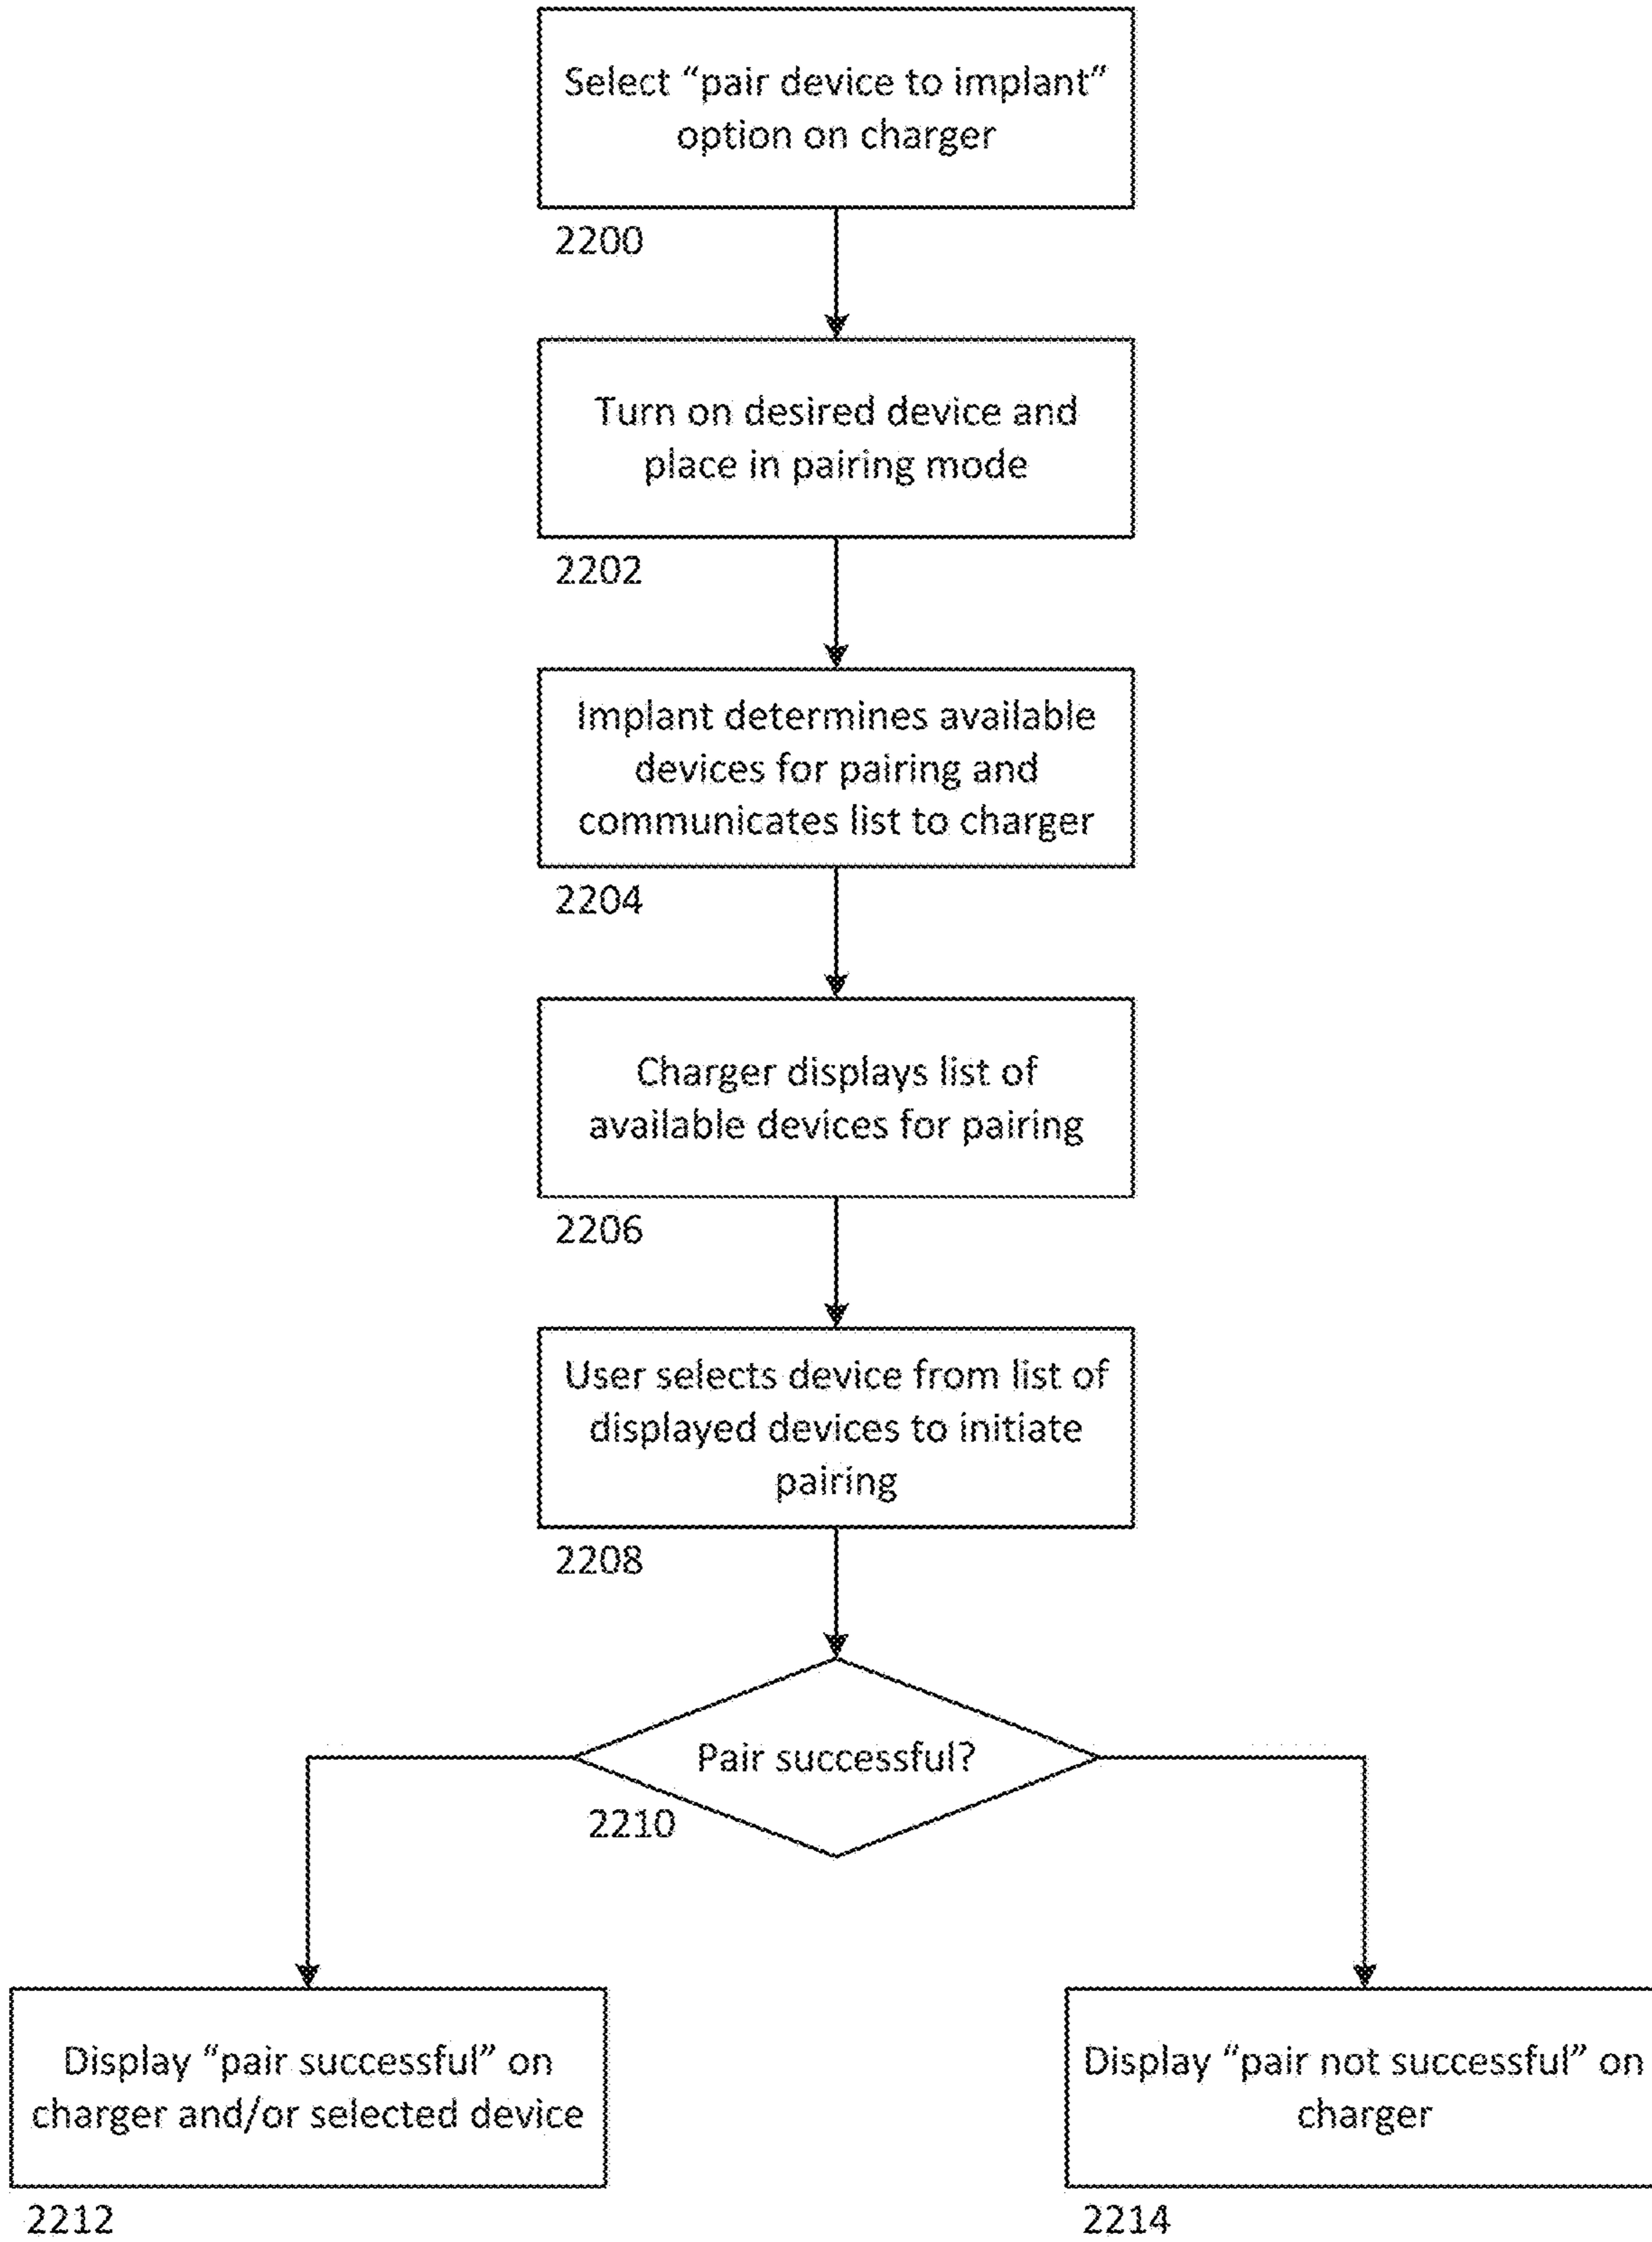 Select “pair device to implant”
option on charger
2200
Turn on desired device and
place in pairing mode
2202
Implant determines available
devices for pairing and
communicates list to charger
2204
Charger displays list of
available devices for pairing
2206
User selects device from list of
displayed devices to initiate
pairing
2208
Pair successful?
2210
Display “pair successful” on
charger and/or selected device
2212
Display “pair not successful” on
charger
2214